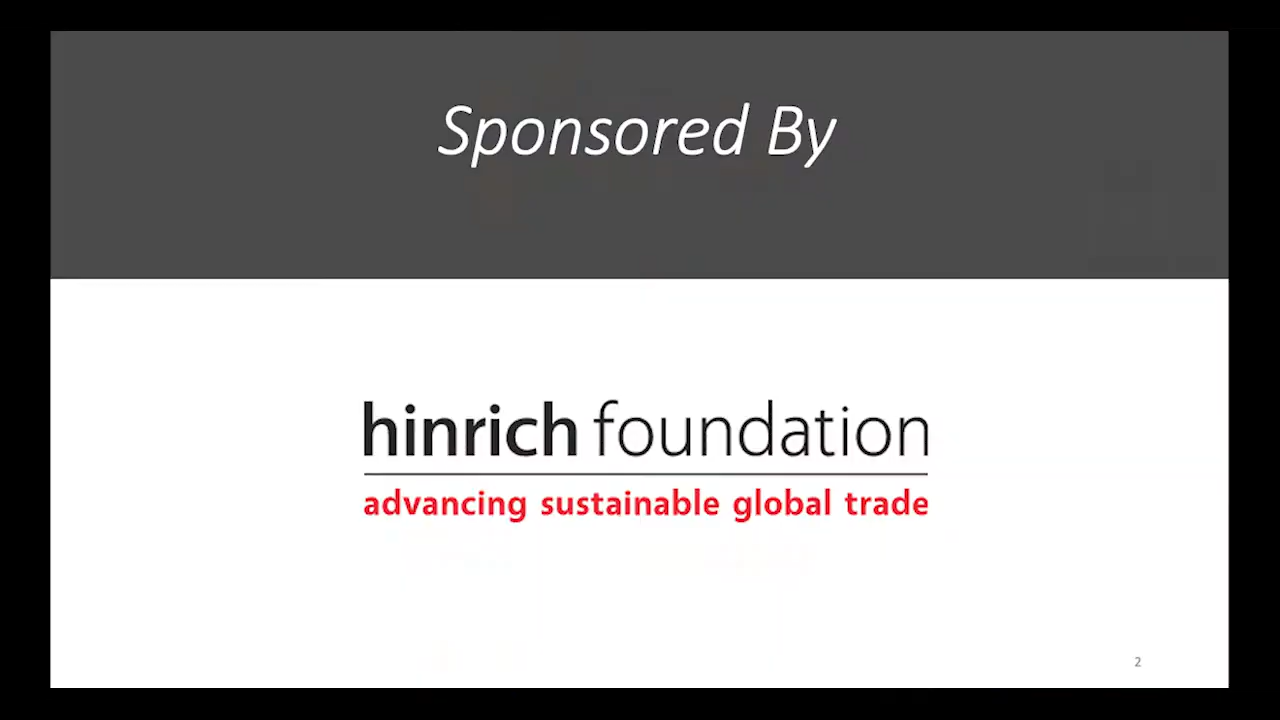 Sponsored By
hinrich foundation
advancing sustainable global trade
2